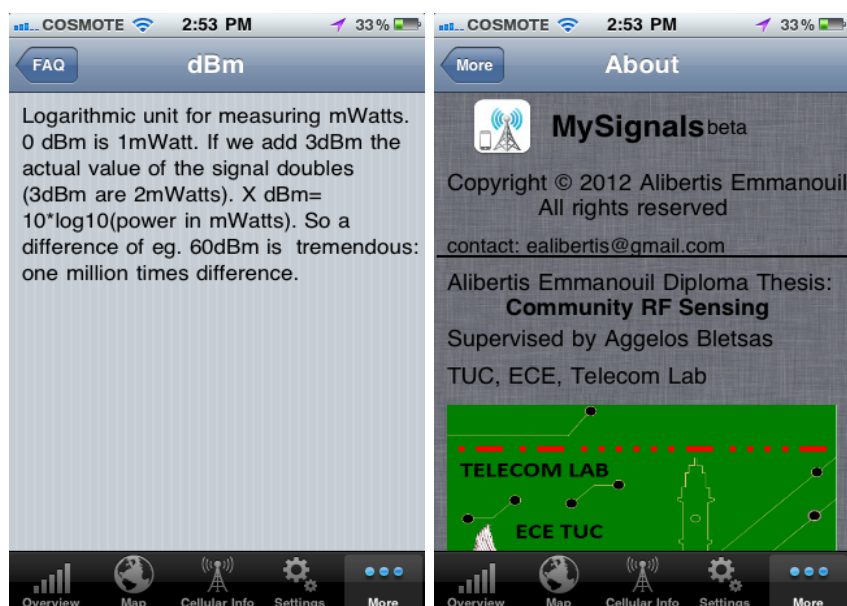 COSMOTE 2:53 PM 33%
FAQ dBm
Logarithmic unit for measuring mWatts.
0 dBm is 1mWatt. If we add 3dBm the
actual value of the signal doubles
(3dBm are 2mWatts). X dBm=
10*log10(power in mWatts). So a
difference of eg. 60dBm is tremendous:
one million times difference.
Overview Map Cellular Info Settings More
COSMOTE 2:53 PM 33%
More About
MySignals beta
Copyright © 2012 Alibertis Emmanouil
All rights reserved
contact: ealibertis@gmail.com
Alibertis Emmanouil Diploma Thesis:
Community RF Sensing
Supervised by Aggelos Bletsas
TUC, ECE, Telecom Lab
TELECOM LAB
ECE TUC
Overview Map Cellular Info Settings More